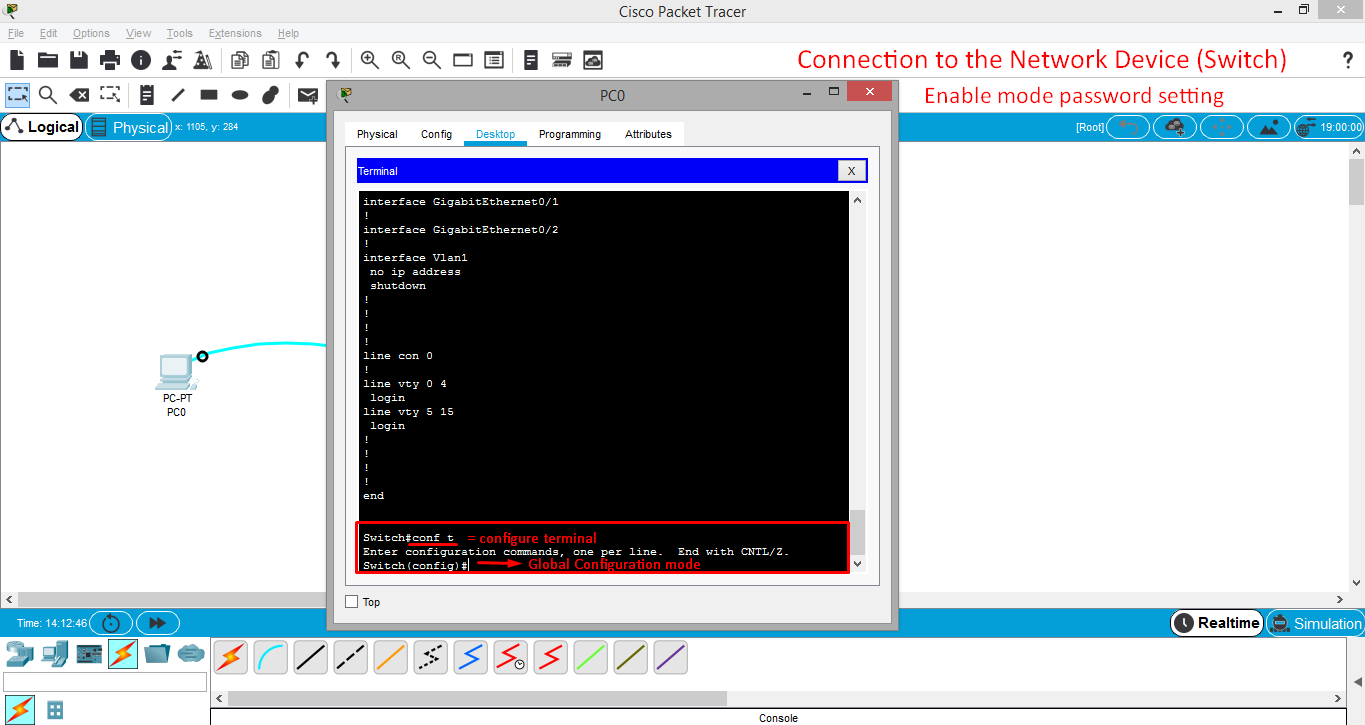 Cisco Packet Tracer
File Edit Options View Tools Extensions Help
Connection to the Network Device (Switch)
?
Enable mode password setting
PC0
Logical
Physical
x: 1105, y: 284
[Root]
19:00:00
Physical Config Desktop Programming Attributes
Terminal
X
interface GigabitEthernet0/1
!
interface GigabitEthernet0/2
!
interface Vlan1
no ip address
shutdown
!
!
!
!
line con 0
!
line vty 0 4
login
line vty 5 15
login
!
!
!
!
end
Switch#conf t = configure terminal
Enter configuration commands, one per line. End with CNTL/Z.
Switch(config)# Global Configuration mode
PC-PT
PC0
Top
Time: 14:12:46
Realtime
Simulation
Console